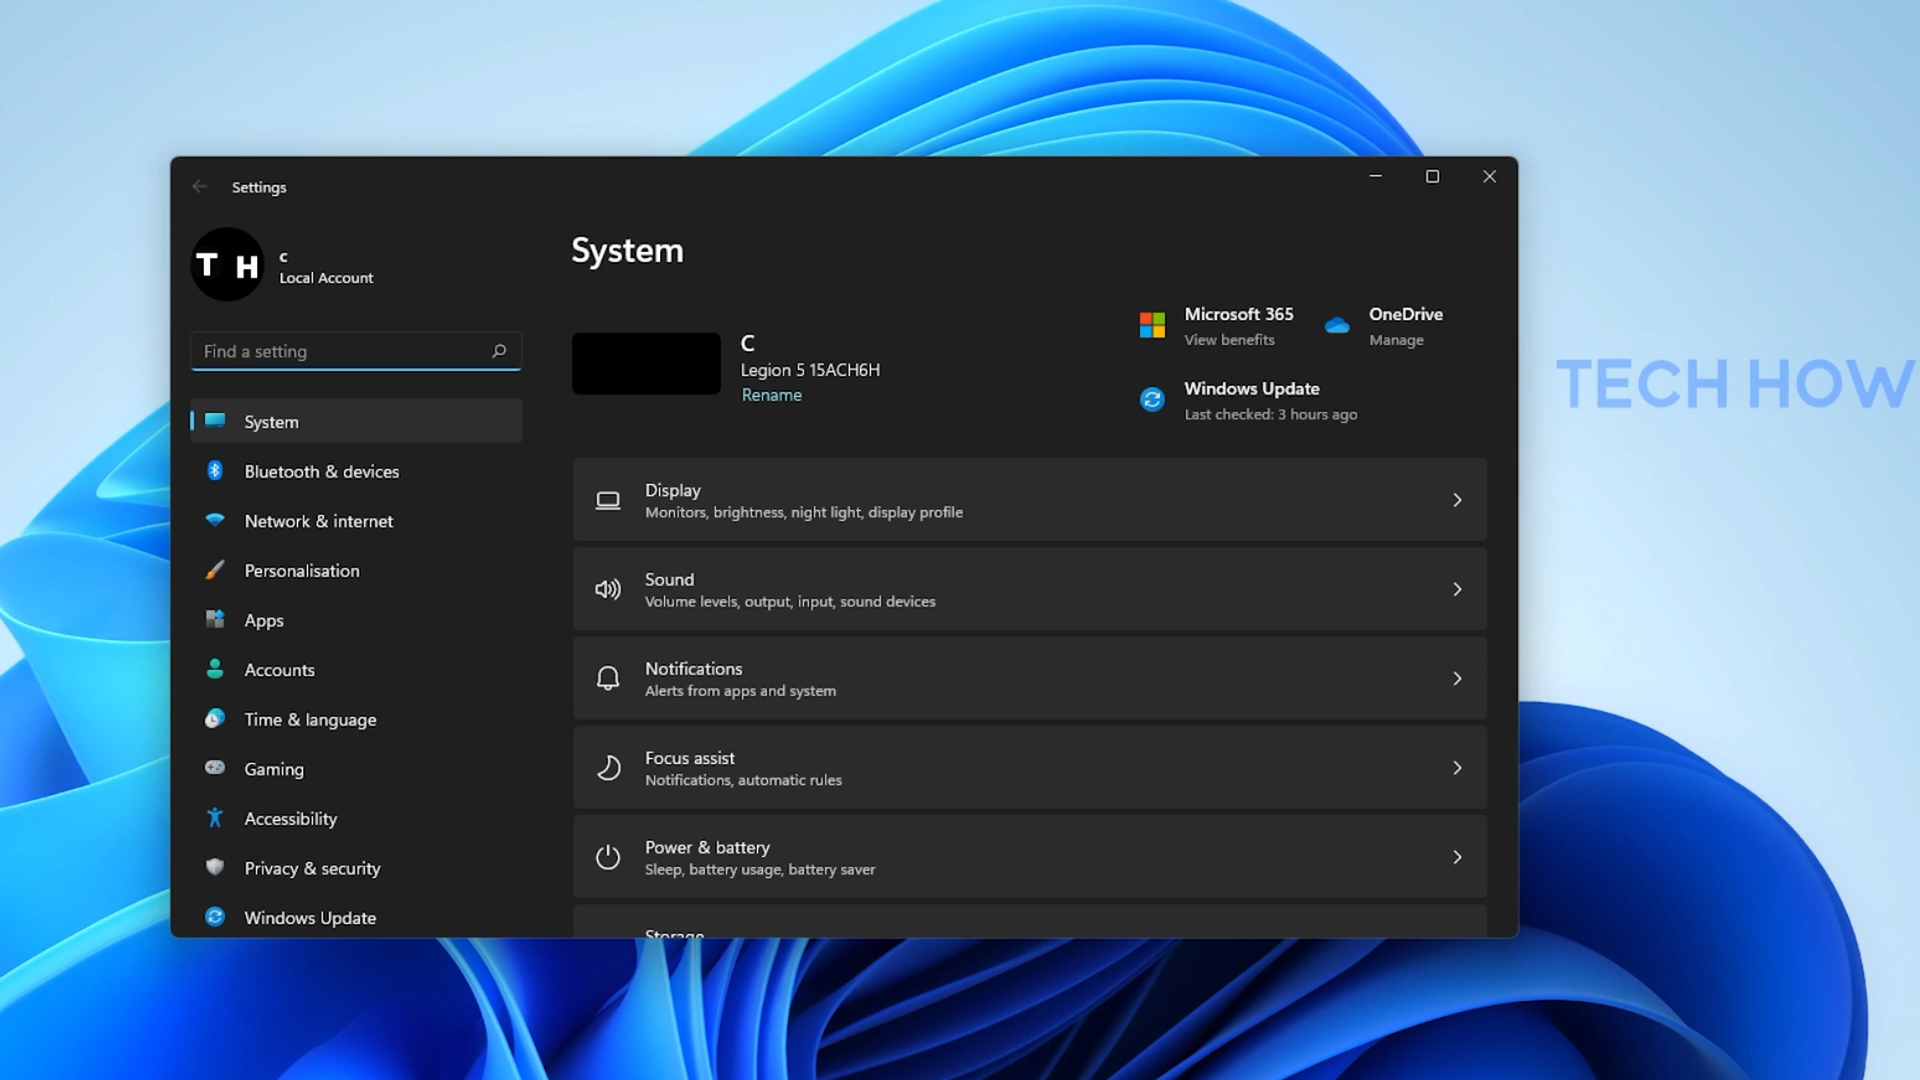 Settings
T H
c
Local Account
Find a setting
System
Bluetooth & devices
Network & internet
Personalisation
Apps
Accounts
Time & language
Gaming
Accessibility
Privacy & security
Windows Update
System
C
Legion 5 15ACH6H
Rename
Microsoft 365
View benefits
OneDrive
Manage
Windows Update
Last checked: 3 hours ago
Display
Monitors, brightness, night light, display profile
Sound
Volume levels, output, input, sound devices
Notifications
Alerts from apps and system
Focus assist
Notifications, automatic rules
Power & battery
Sleep, battery usage, battery saver
Storage
TECH HOW